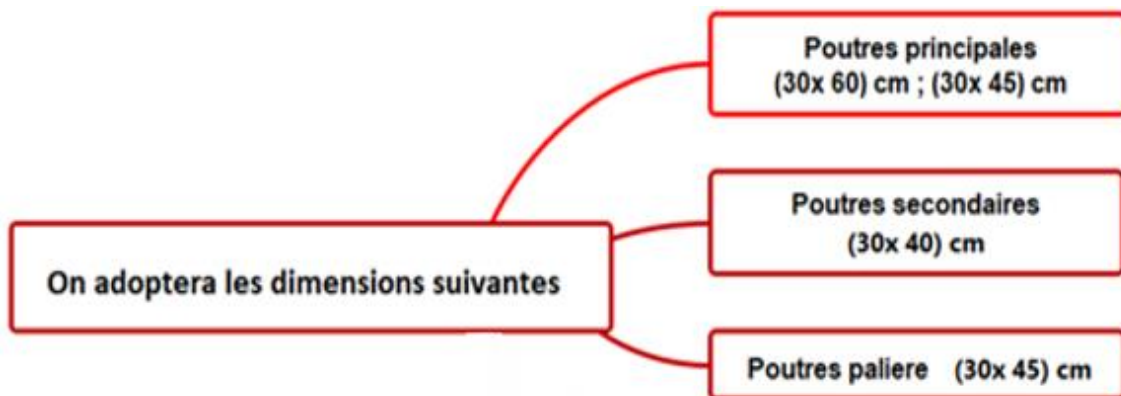 Poutres principales
(30x 60) cm ; (30x 45) cm
Poutres secondaires
(30x 40) cm
On adoptera les dimensions suivantes
Poutres paliere (30x 45) cm